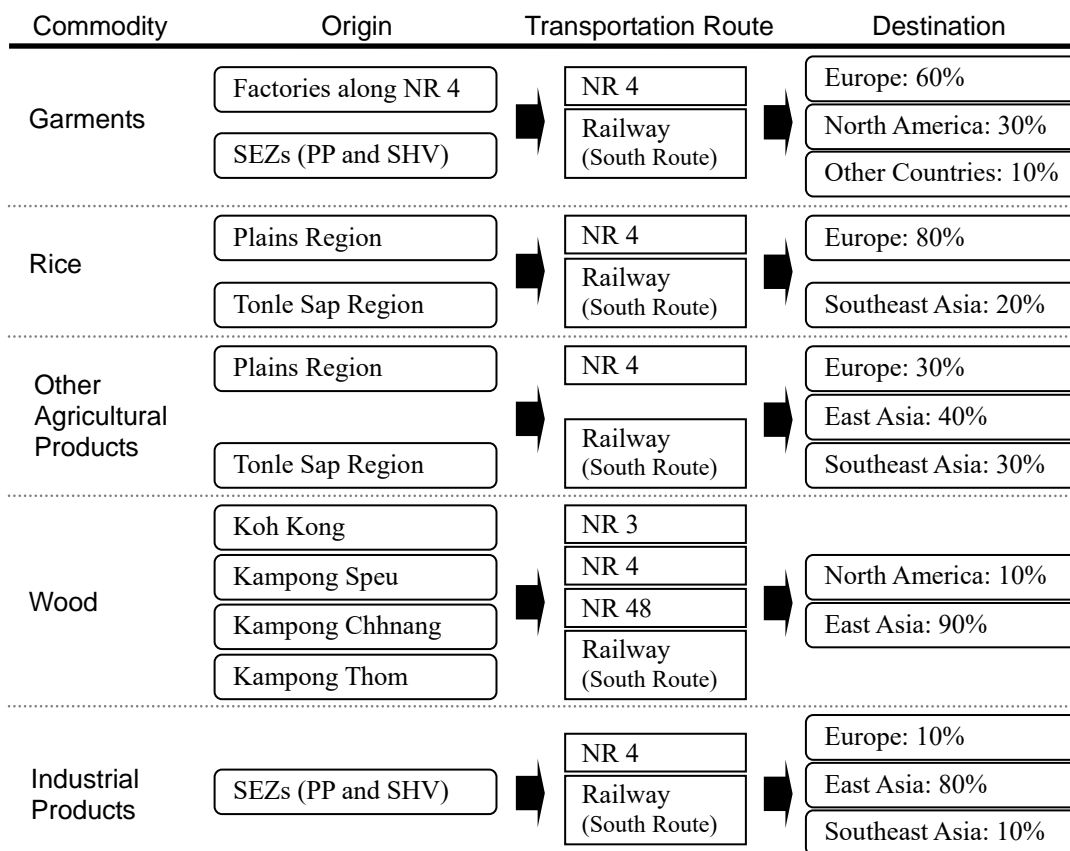 Commodity Origin Transportation Route Destination
Garments
Factories along NR 4
SEZs (PP and SHV)
NR 4
Railway
(South Route)
Europe: 60%
North America: 30%
Other Countries: 10%
Rice
Plains Region
Tonle Sap Region
NR 4
Railway
(South Route)
Europe: 80%
Southeast Asia: 20%
Other
Agricultural
Products
Plains Region
Tonle Sap Region
NR 4
Railway
(South Route)
Europe: 30%
East Asia: 40%
Southeast Asia: 30%
Wood
Koh Kong
Kampong Speu
Kampong Chhnang
Kampong Thom
NR 3
NR 4
NR 48
Railway
(South Route)
North America: 10%
East Asia: 90%
Industrial
Products
SEZs (PP and SHV)
NR 4
Railway
(South Route)
Europe: 10%
East Asia: 80%
Southeast Asia: 10%